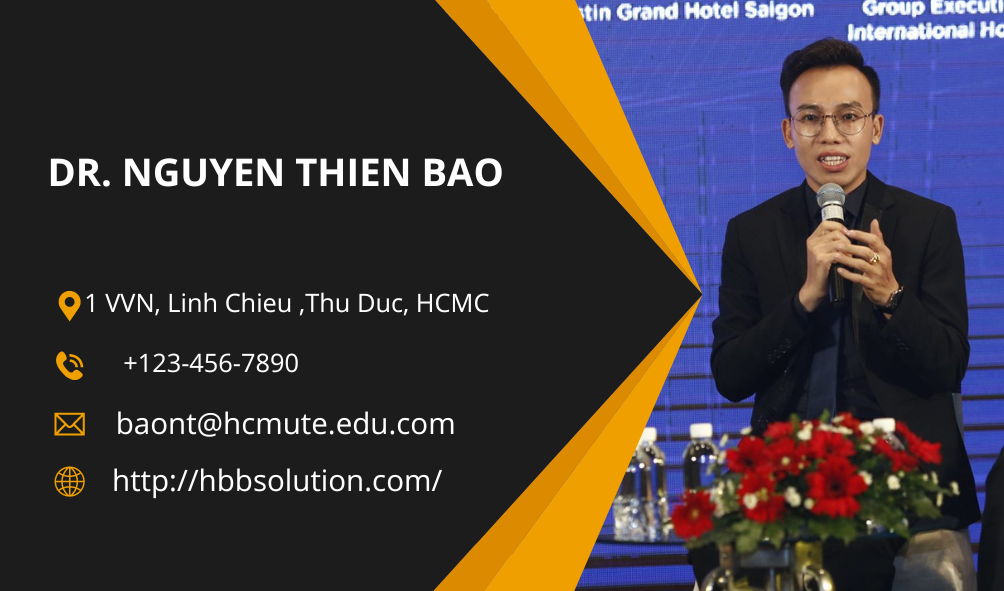 tin Grand Hotel Saigon
Group Executi
International Ho
DR. NGUYEN THIEN BAO
1 VVN, Linh Chieu ,Thu Duc, HCMC
+123-456-7890
baont@hcmute.edu.com
http://hbbsolution.com/